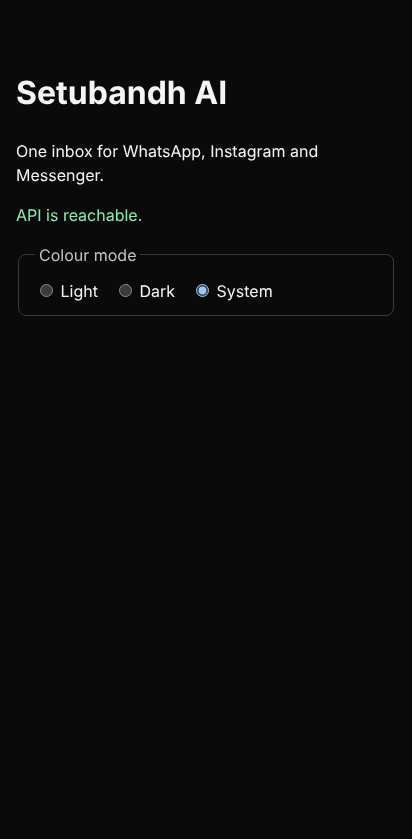 Setubandh AI
One inbox for WhatsApp, Instagram and
Messenger.
API is reachable.
Colour mode
Light Dark System